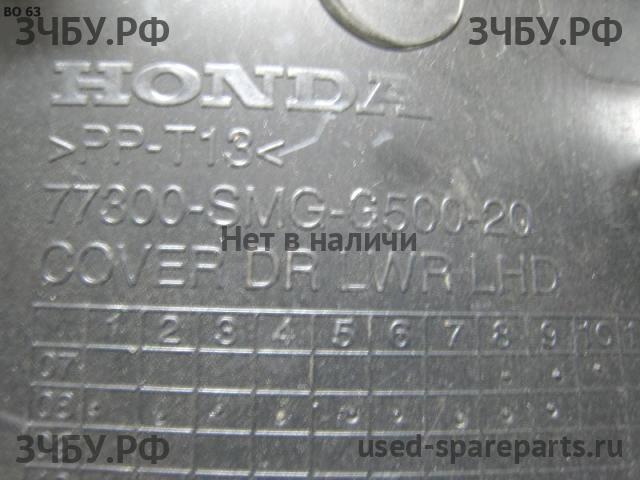 BO 63
ЗЧБУ.РФ ЗЧБУ.РФ
HONDA
>PP-T13<
77300-SMG-G500-20
Нет в наличи
COVER DR LWR LHD
1 2 3 4 5 6 7 8 9 10
07
08
ЗЧБУ.РФ used-spareparts.ru